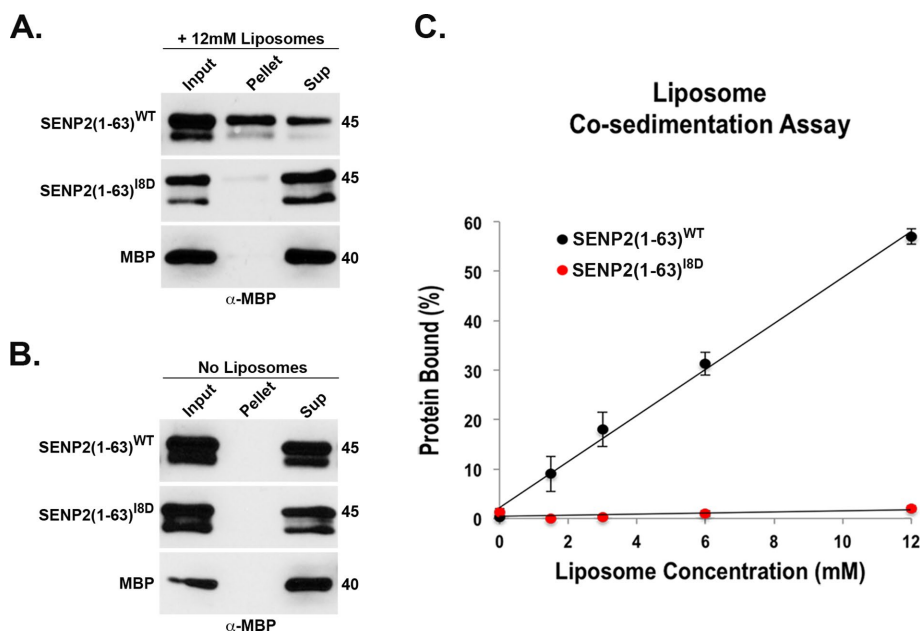 A.
+ 12mM Liposomes
Input Pellet Sup
SENP2(1-63)WT 45
SENP2(1-63)I8D 45
MBP 40
α-MBP
B.
No Liposomes
Input Pellet Sup
SENP2(1-63)WT 45
SENP2(1-63)I8D 45
MBP 40
α-MBP
C.
Liposome
Co-sedimentation Assay
SENP2(1-63)WT
SENP2(1-63)I8D
Protein Bound (%)
60
50
40
30
20
10
0
0 2 4 6 8 10 12
Liposome Concentration (mM)